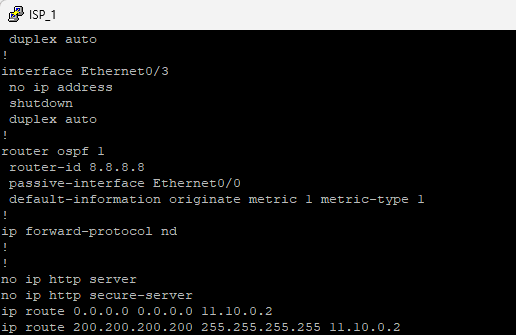 ISP_1
duplex auto
!
interface Ethernet0/3
no ip address
shutdown
duplex auto
!
router ospf 1
router-id 8.8.8.8
passive-interface Ethernet0/0
default-information originate metric 1 metric-type 1
!
ip forward-protocol nd
!
!
no ip http server
no ip http secure-server
ip route 0.0.0.0 0.0.0.0 11.10.0.2
ip route 200.200.200.200 255.255.255.255 11.10.0.2